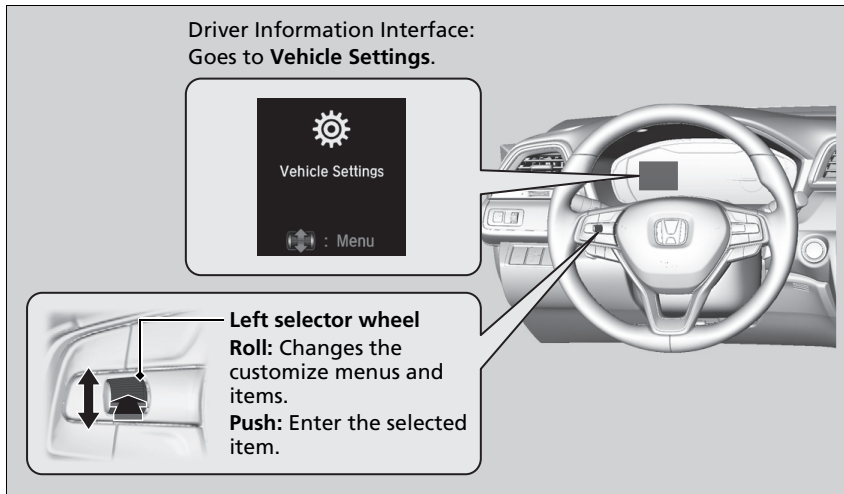 Driver Information Interface:
Goes to Vehicle Settings.
Vehicle Settings
: Menu
Left selector wheel
Roll: Changes the
customize menus and
items.
Push: Enter the selected
item.